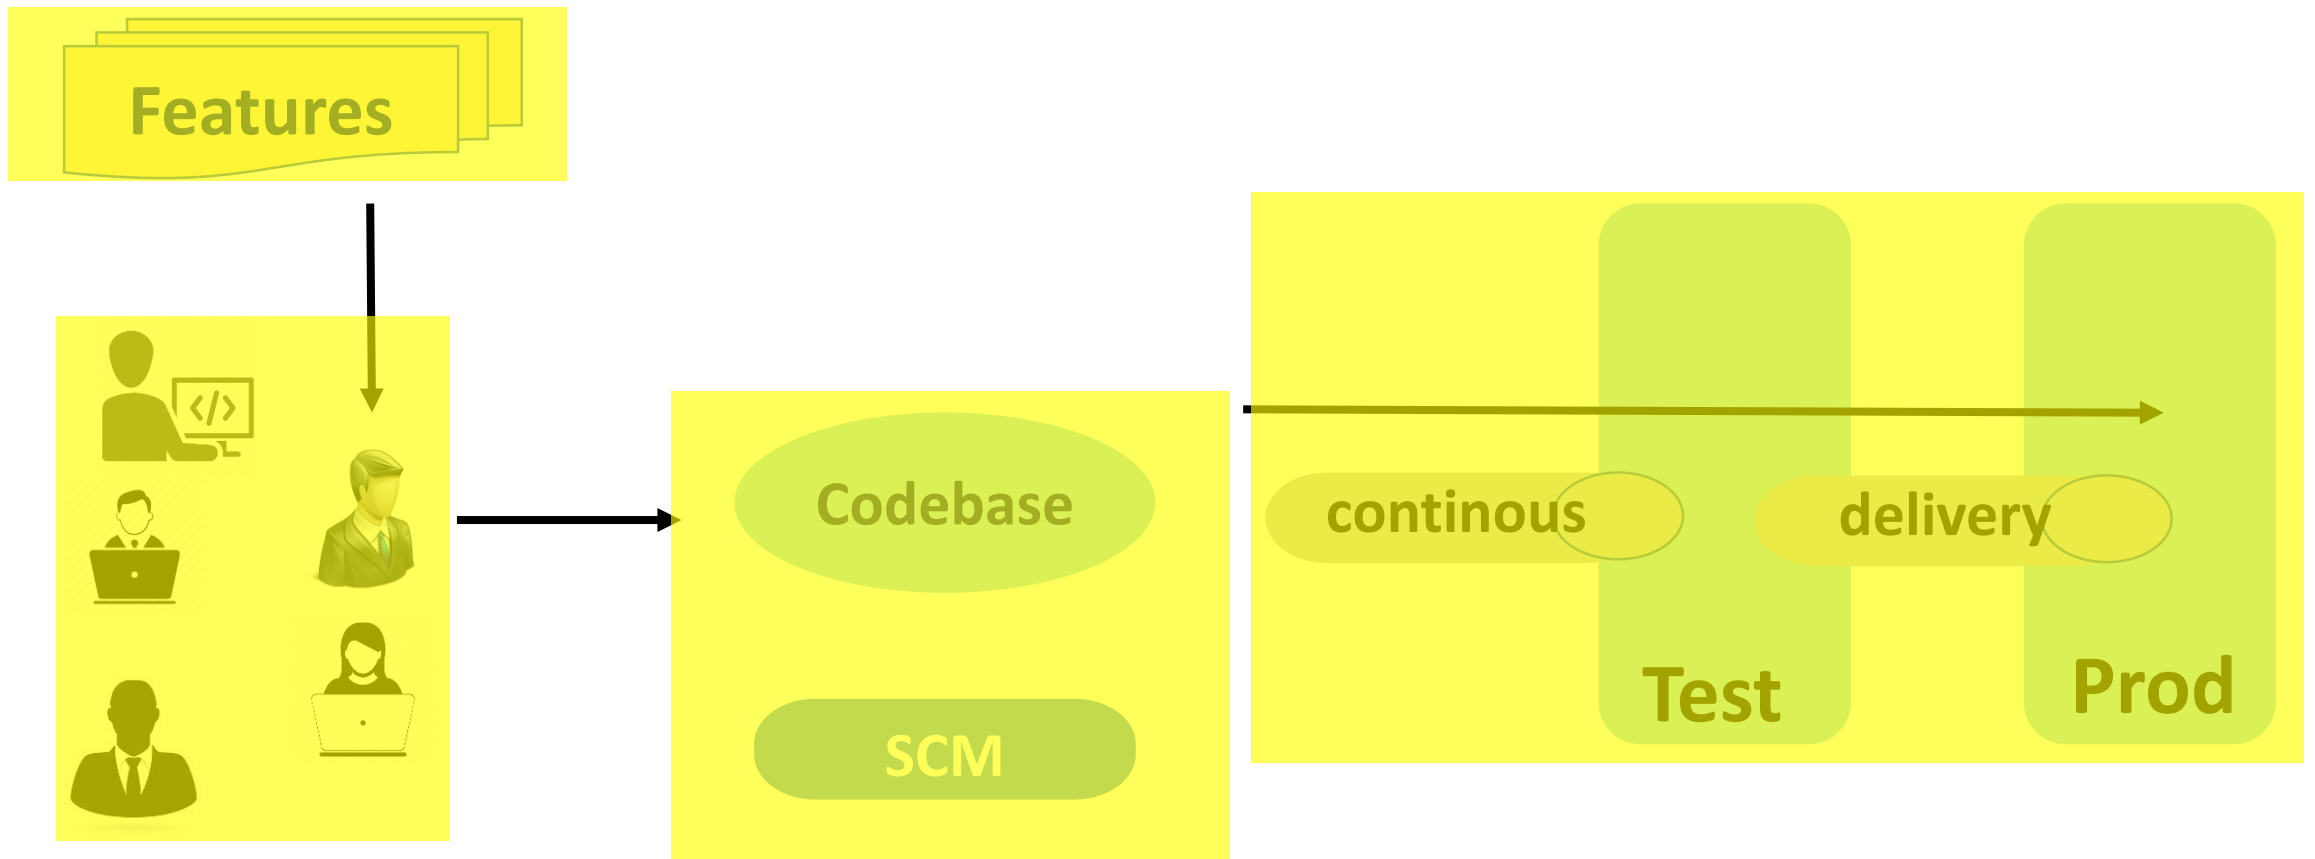 Features
Codebase
SCM
continous
delivery
Test
Prod